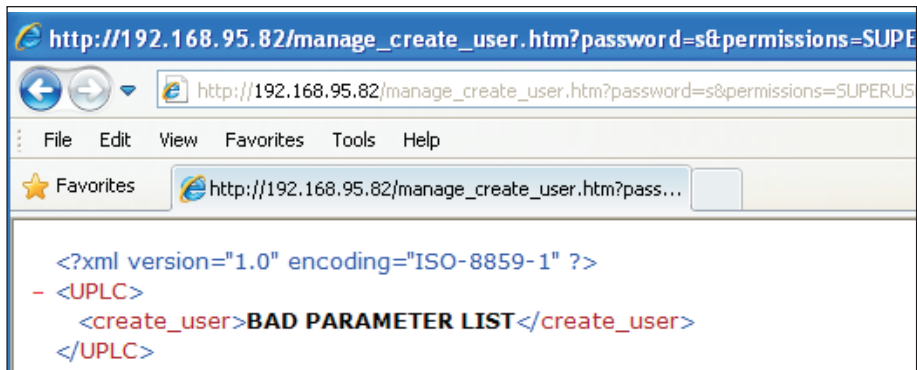 http://192.168.95.82/manage_create_user.htm?password=s&permissions=SUPE
http://192.168.95.82/manage_create_user.htm?password=s&permissions=SUPERUS
File Edit View Favorites Tools Help
Favorites http://192.168.95.82/manage_create_user.htm?pass...
<?xml version="1.0" encoding="ISO-8859-1" ?>
- <UPLC>
<create_user>BAD PARAMETER LIST</create_user>
</UPLC>